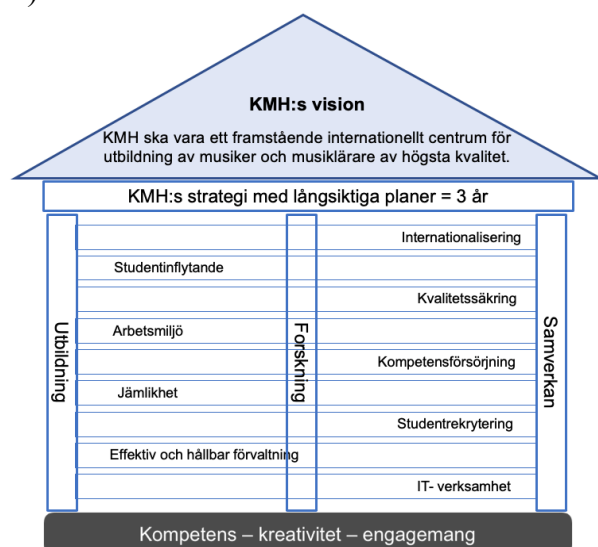 KMH:s vision
KMH ska vara ett framstående internationellt centrum för
utbildning av musiker och musiklärare av högsta kvalitet.
KMH:s strategi med långsiktiga planer = 3 år
Utbildning
Forskning
Samverkan
Internationalisering
Studentinflytande
Kvalitetssäkring
Arbetsmiljö
Kompetensförsörjning
Jämlikhet
Studentrekrytering
Effektiv och hållbar förvaltning
IT- verksamhet
Kompetens – kreativitet – engagemang